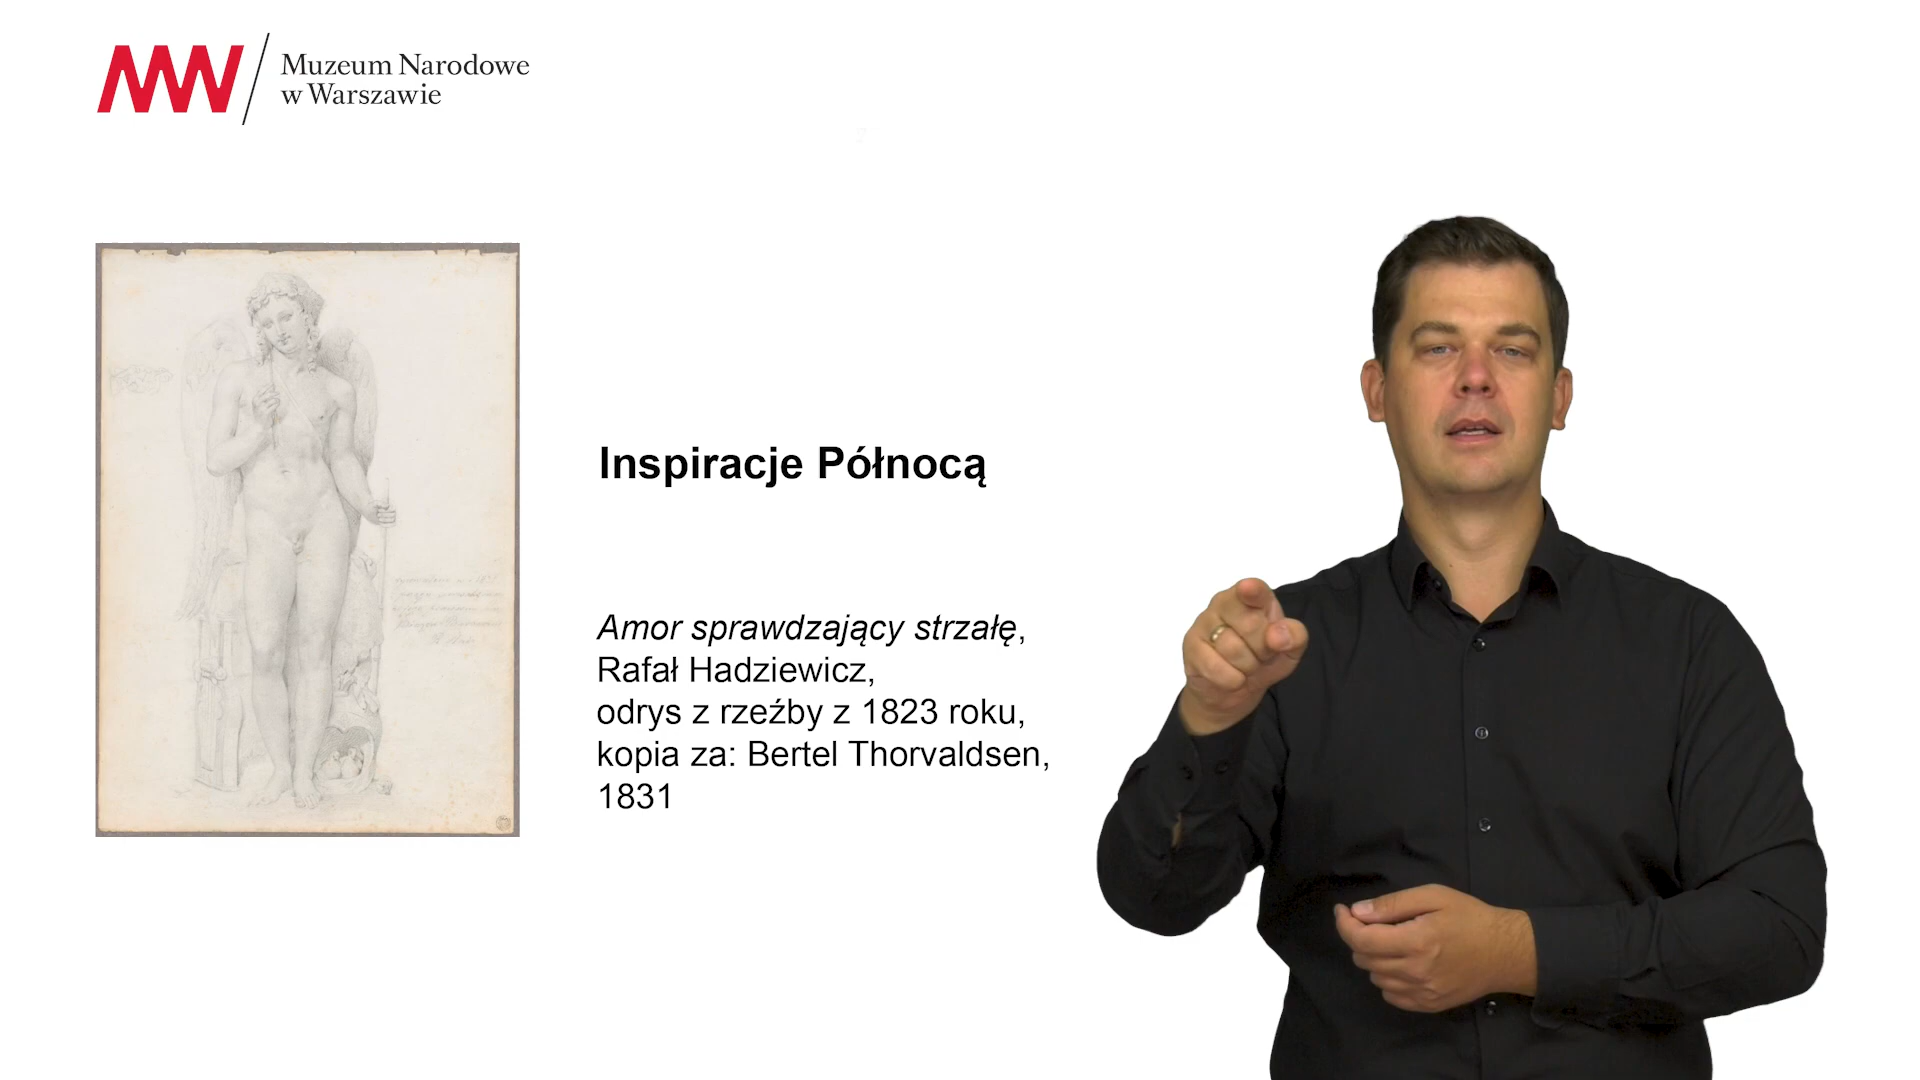 Muzeum Narodowe
w Warszawie
Inspiracje Północą
Amor sprawdzający strzałę,
Rafał Hadziewicz,
odrys z rzeźby z 1823 roku,
kopia za: Bertel Thorvaldsen,
1831